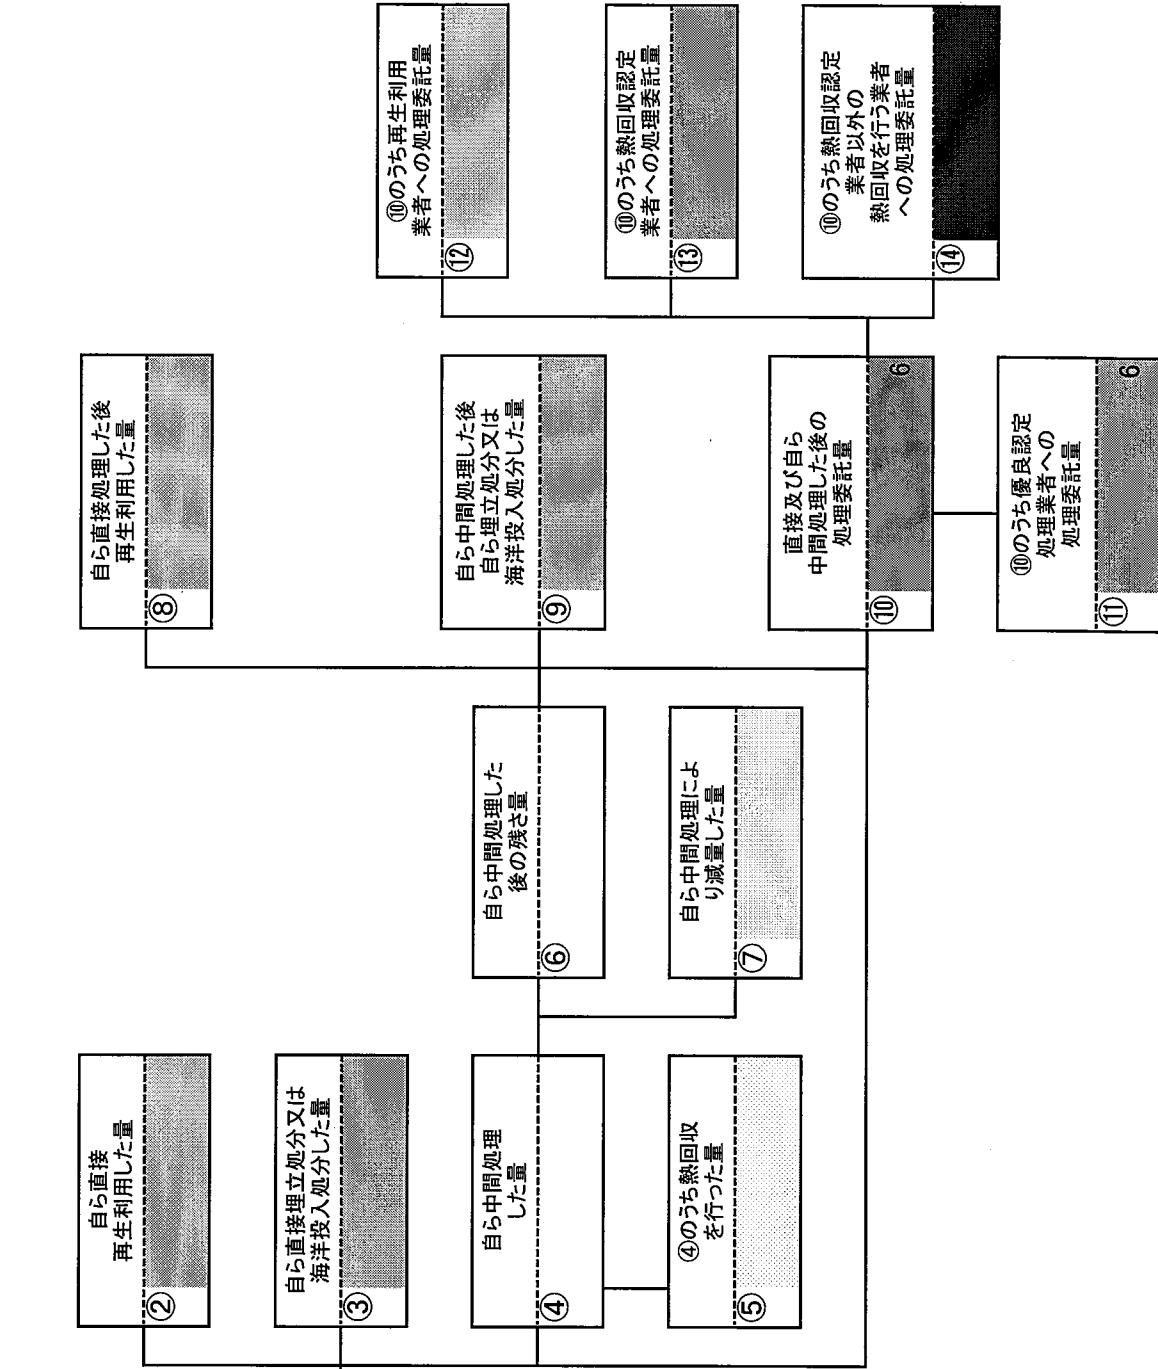 自ら直接
再生利用した量
②
自ら直接埋立処分又は
海洋投入処分した量
③
自ら中間処理
した量
④
④のうち熱回収
を行った量
⑤
自ら中間処理した
後の残さ量
⑥
自ら中間処理によ
り減量した量
⑦
自ら直接処理した後
再生利用した量
⑧
自ら中間処理した後
自ら埋立処分又は
海洋投入処分した量
⑨
直接及び自ら
中間処理した後の
処理委託量
⑩
6
⑩のうち優良認定
処理業者への
処理委託量
⑪
6
⑩のうち再生利用
業者への処理委託量
⑫
⑩のうち熱回収認定
業者への処理委託量
⑬
⑩のうち熱回収認定
業者以外の
熱回収を行う業者
への処理委託量
⑭